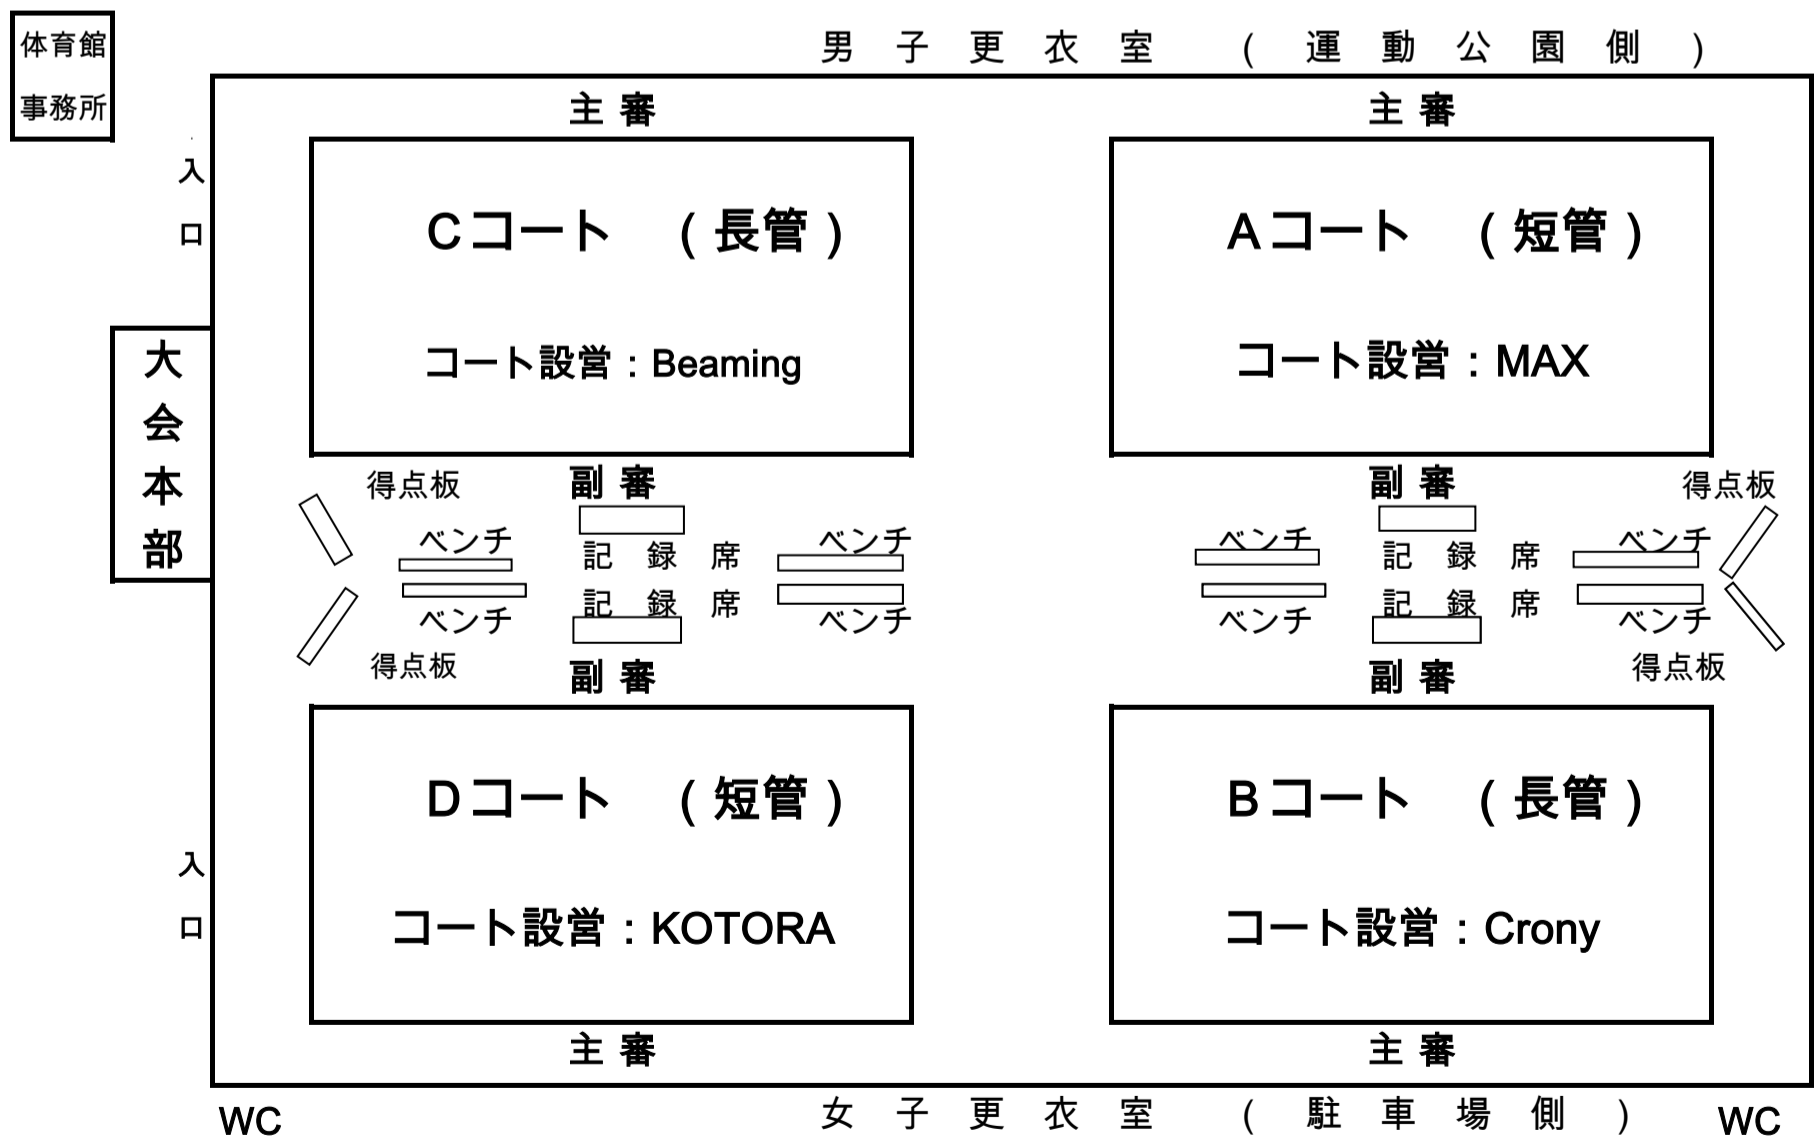 体育館
事務所
男子更衣室 (運動公園側)
主審 主審
入口
Cコート (長管) Aコート (短管)
コート設営:Beaming コート設営:MAX
大会本部
得点板 副審 副審 得点板
ベンチ 記録席 ベンチ ベンチ 記録席 ベンチ
ベンチ 記録席 ベンチ ベンチ 記録席 ベンチ
得点板 副審 副審 得点板
Dコート (短管) Bコート (長管)
入口
コート設営:KOTORA コート設営:Crony
主審 主審
WC 女子更衣室 (駐車場側) WC